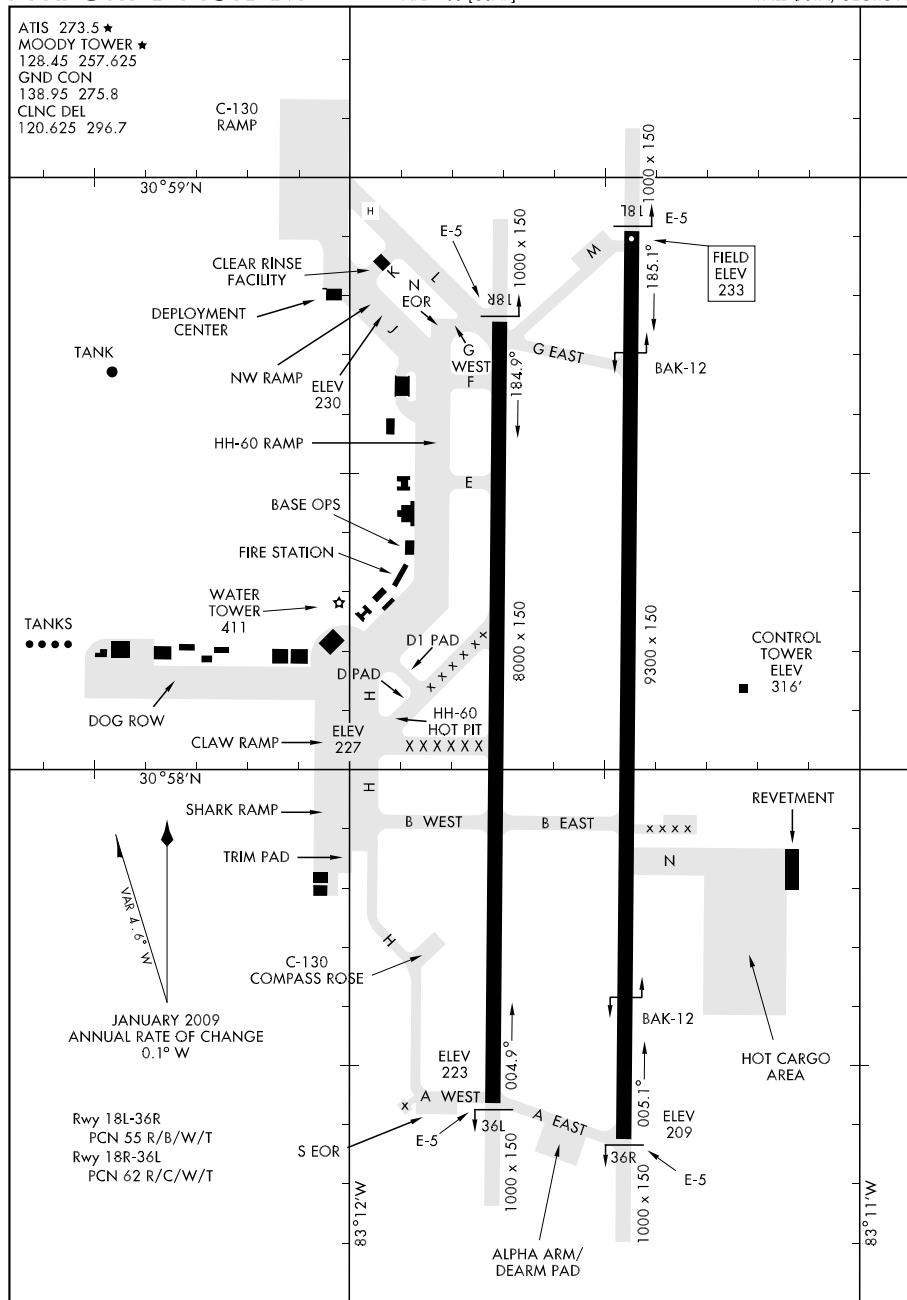 ATIS 273.5
MOODY TOWER
128.45 257.625
GND CON
138.95 275.8
CLNC DEL
120.625 296.7
C-130
RAMP
1000 x 150
30°59'N
H
18L
E-5
E-5
1000 x 150
M
185.1°
FIELD
ELEV
233
CLEAR RINSE
FACILITY
K
L
N
EOR
18R
DEPLOYMENT
CENTER
J
TANK
NW RAMP
ELEV
230
G
WEST
F
G EAST
BAK-12
184.9°
HH-60 RAMP
E
BASE OPS
FIRE STATION
WATER
TOWER
411
TANKS
D1 PAD
X X X X X X
8000 x 150
9300 x 150
CONTROL
TOWER
ELEV
316'
D PAD
H
DOG ROW
HH-60
HOT PIT
CLAW RAMP
ELEV
227
X X X X X X
30°58'N
H
SHARK RAMP
REVETMENT
B WEST
B EAST
X X X X
TRIM PAD
N
VAR 4.6° W
H
C-130
COMPASS ROSE
JANUARY 2009
ANNUAL RATE OF CHANGE
0.1° W
BAK-12
HOT CARGO
AREA
ELEV
223
004.9°
005.1°
x
A WEST
A EAST
ELEV
209
Rwy 18L-36R
PCN 55 R/B/W/T
Rwy 18R-36L
PCN 62 R/C/W/T
S EOR
E-5
36L
36R
E-5
1000 x 150
1000 x 150
83°12'W
83°11'W
ALPHA ARM/
DEARM PAD